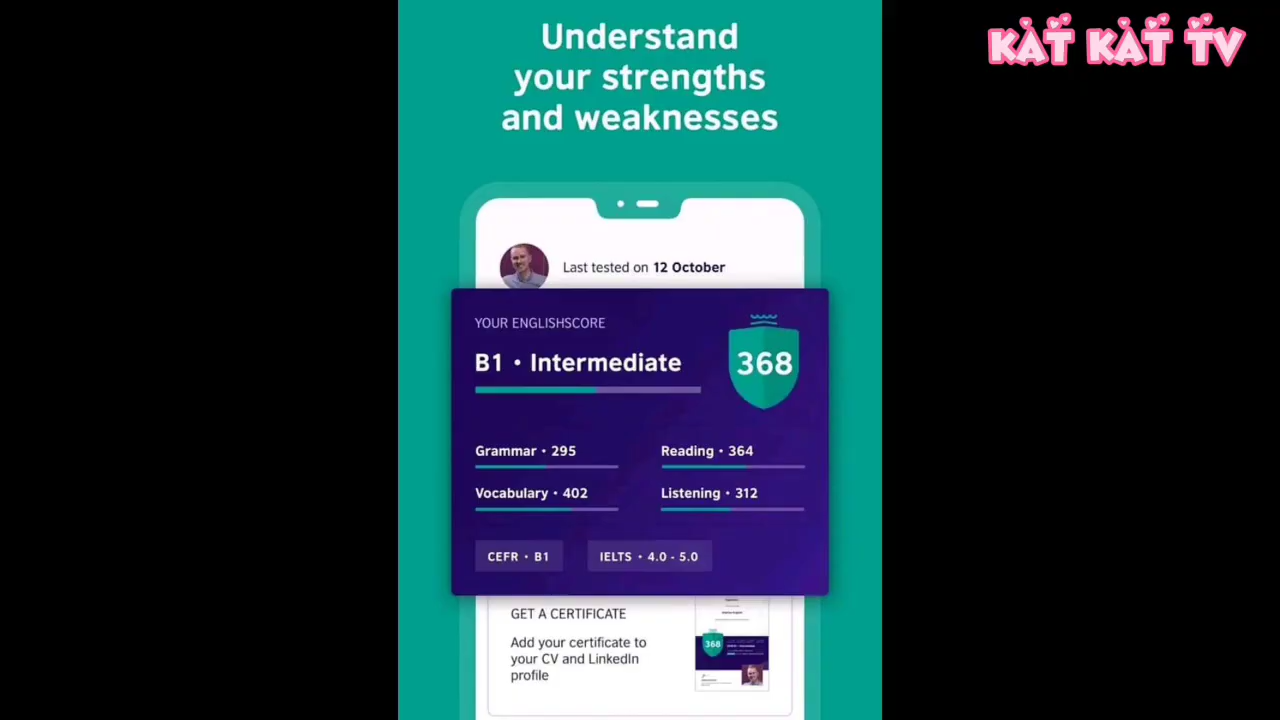 Understand
your strengths
and weaknesses
KAT KAT TV
Last tested on 12 October
YOUR ENGLISHSCORE
B1 • Intermediate
368
Grammar • 295
Reading • 364
Vocabulary • 402
Listening • 312
CEFR • B1
IELTS • 4.0 - 5.0
GET A CERTIFICATE
Add your certificate to
your CV and LinkedIn
profile
368